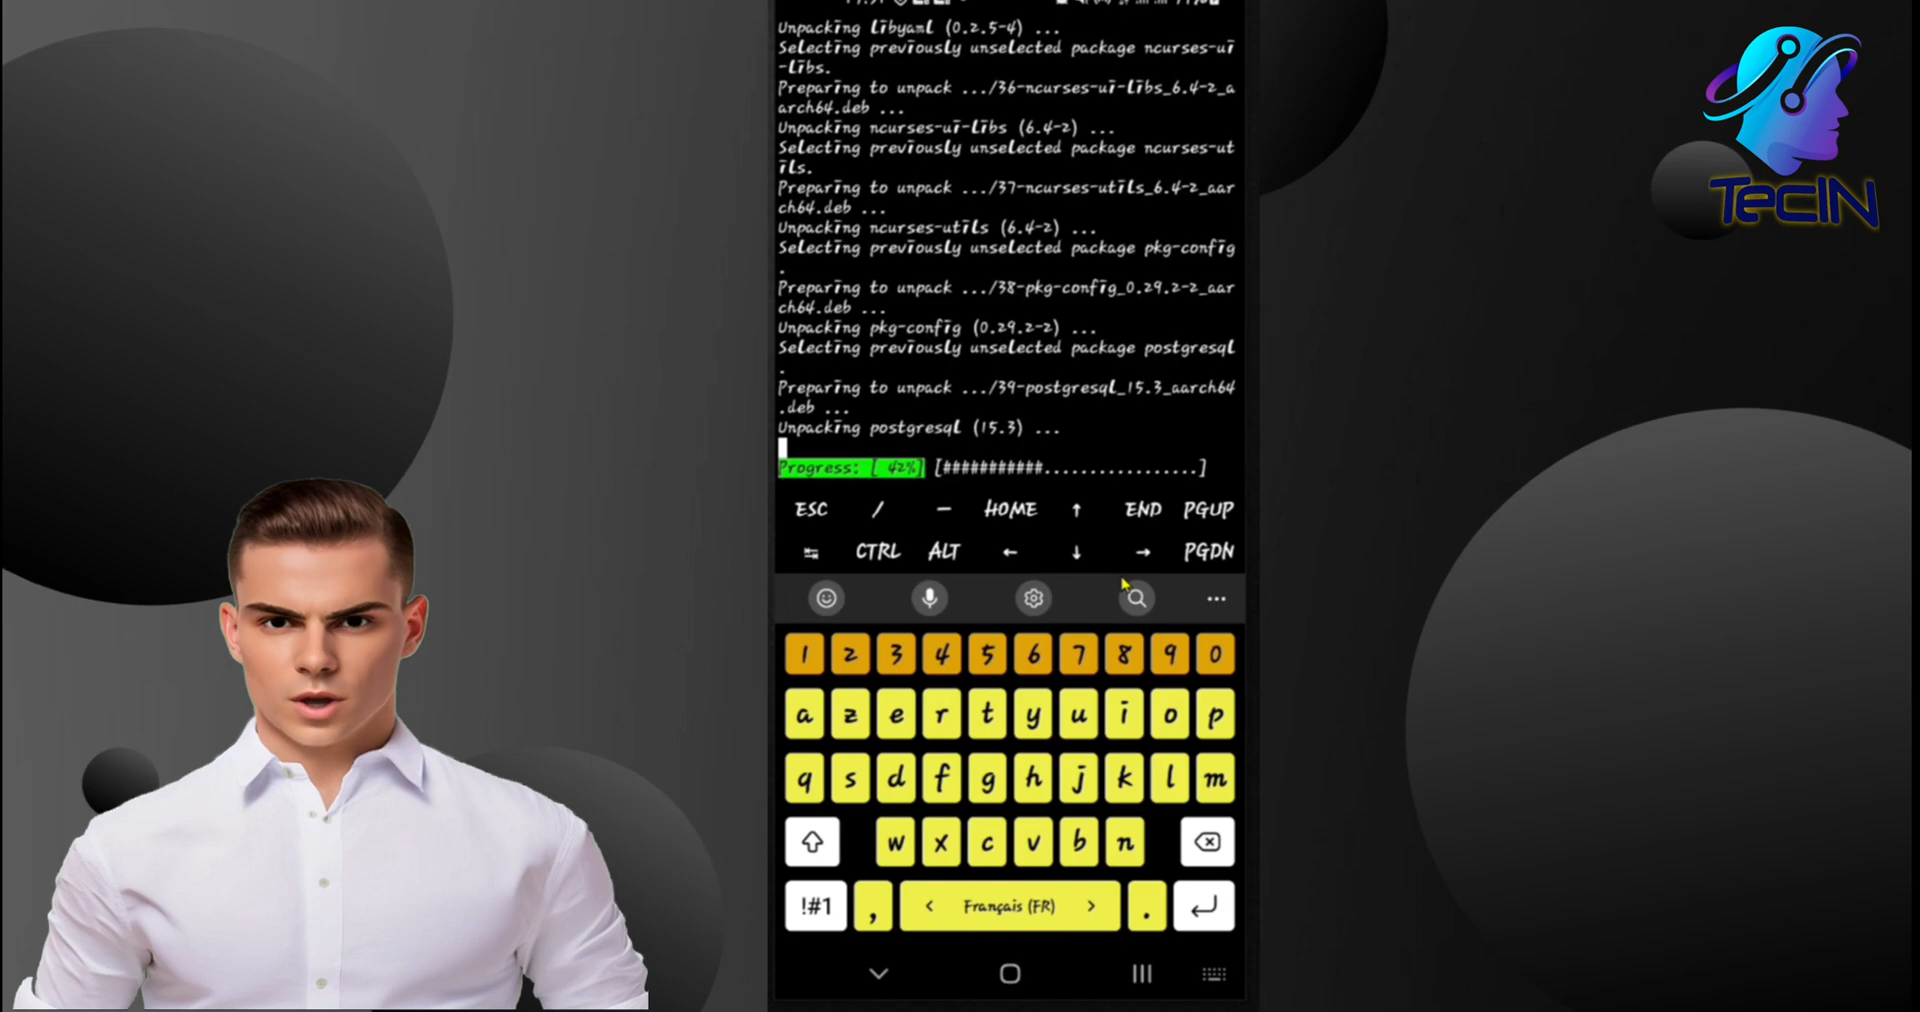 Unpacking libyaml (0.2.5-4) ...
Selecting previously unselected package ncurses-ui
-libs.
Preparing to unpack .../36-ncurses-ui-libs_6.4-2_a
arch64.deb ...
Unpacking ncurses-ui-libs (6.4-2) ...
Selecting previously unselected package ncurses-ut
ils.
Preparing to unpack .../37-ncurses-utils_6.4-2_aar
ch64.deb ...
Unpacking ncurses-utils (6.4-2) ...
Selecting previously unselected package pkg-config
.
Preparing to unpack .../38-pkg-config_0.29.2-2_aar
ch64.deb ...
Unpacking pkg-config (0.29.2-2) ...
Selecting previously unselected package postgresql
.
Preparing to unpack .../39-postgresql_15.3_aarch64
.deb ...
Unpacking postgresql (15.3) ...
Progress: [ 42%] [###########.................]
ESC / — HOME ↑ END PGUP
↹ CTRL ALT ← ↓ → PGDN
1 2 3 4 5 6 7 8 9 0
a z e r t y u i o p
q s d f g h j k l m
w x c v b n
!#1 , < Français (FR) > .
TecIN